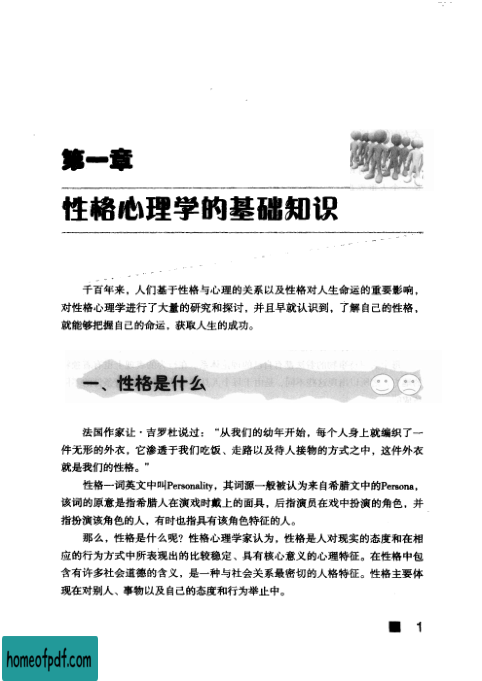 第一章
性格心理学的基础知识
千百年来，人们基于性格与心理的关系以及性格对人生命运的重要影响，
对性格心理学进行了大量的研究和探讨，并且早就认识到，了解自己的性格，
就能够把握自己的命运，获取人生的成功。
一、性格是什么
法国作家让·吉罗杜说过：“从我们的幼年开始，每个人身上就编织了一
件无形的外衣，它渗透于我们吃饭、走路以及待人接物的方式之中，这件外衣
就是我们的性格。”
性格一词英文中叫Personality，其词源一般被认为来自希腊文中的Persona，
该词的原意是指希腊人在演戏时戴上的面具，后指演员在戏中扮演的角色，并
指扮演该角色的人，有时也指具有该角色特征的人。
那么，性格是什么呢？性格心理学家认为，性格是人对现实的态度和在相
应的行为方式中所表现出的比较稳定、具有核心意义的心理特征。在性格中包
含有许多社会道德的含义，是一种与社会关系最密切的人格特征。性格主要体
现在对别人、事物以及自己的态度和行为举止中。
1
homeofpdf.com